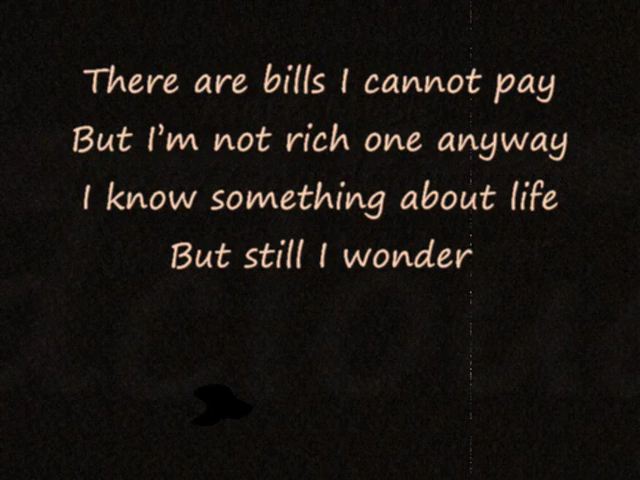 There are bills I cannot pay
But I'm not rich one anyway
I know something about life
But still I wonder